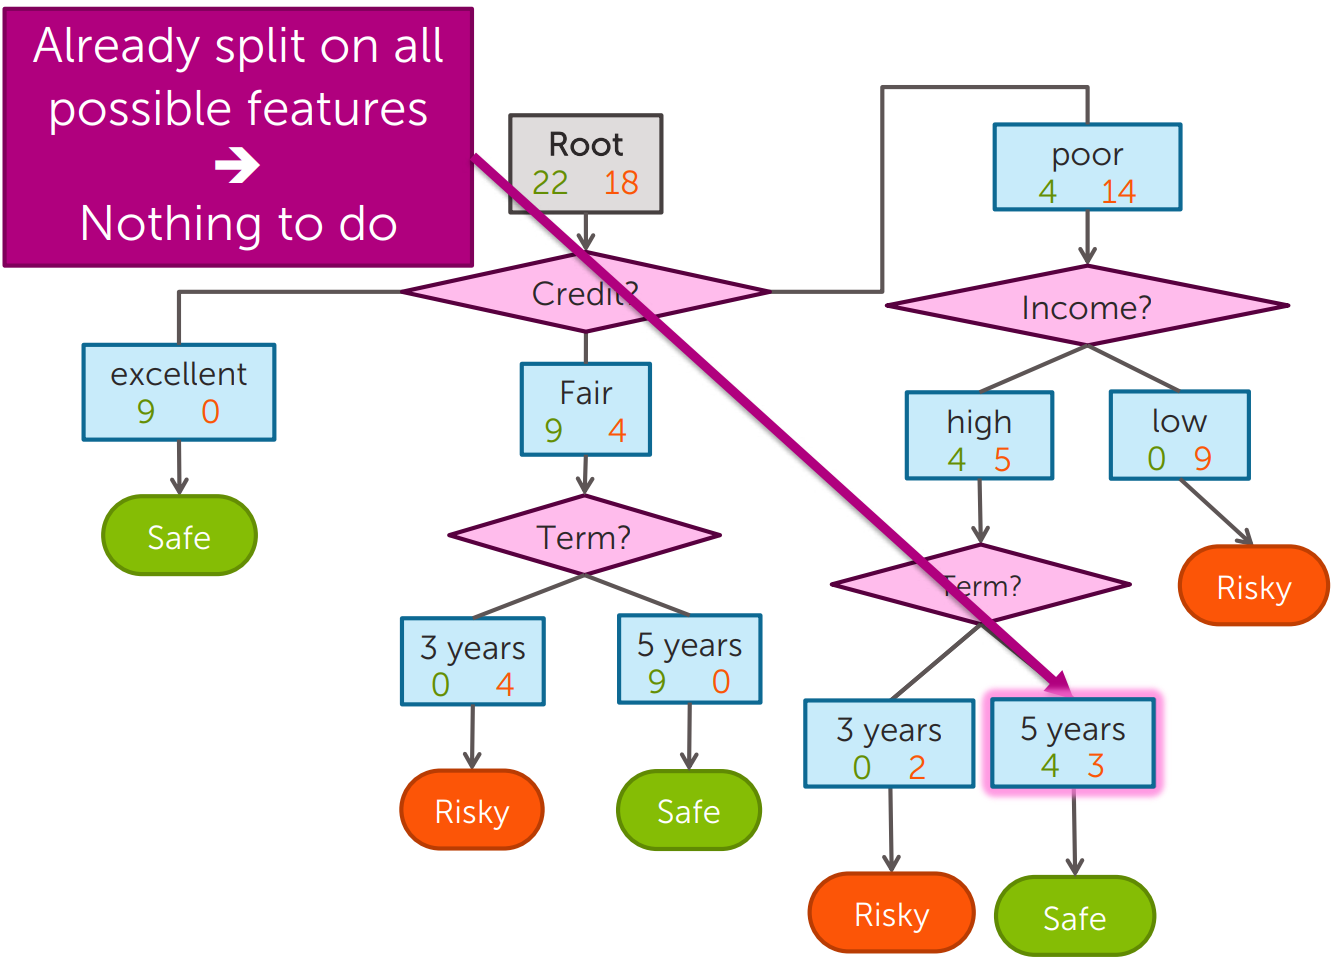 Already split on all
possible features
➔
Nothing to do
Root
22 18
Credit?
excellent
9 0
Safe
Fair
9 4
Term?
3 years
0 4
Risky
5 years
9 0
Safe
poor
4 14
Income?
high
4 5
low
0 9
Risky
Term?
3 years
0 2
Risky
5 years
4 3
Safe